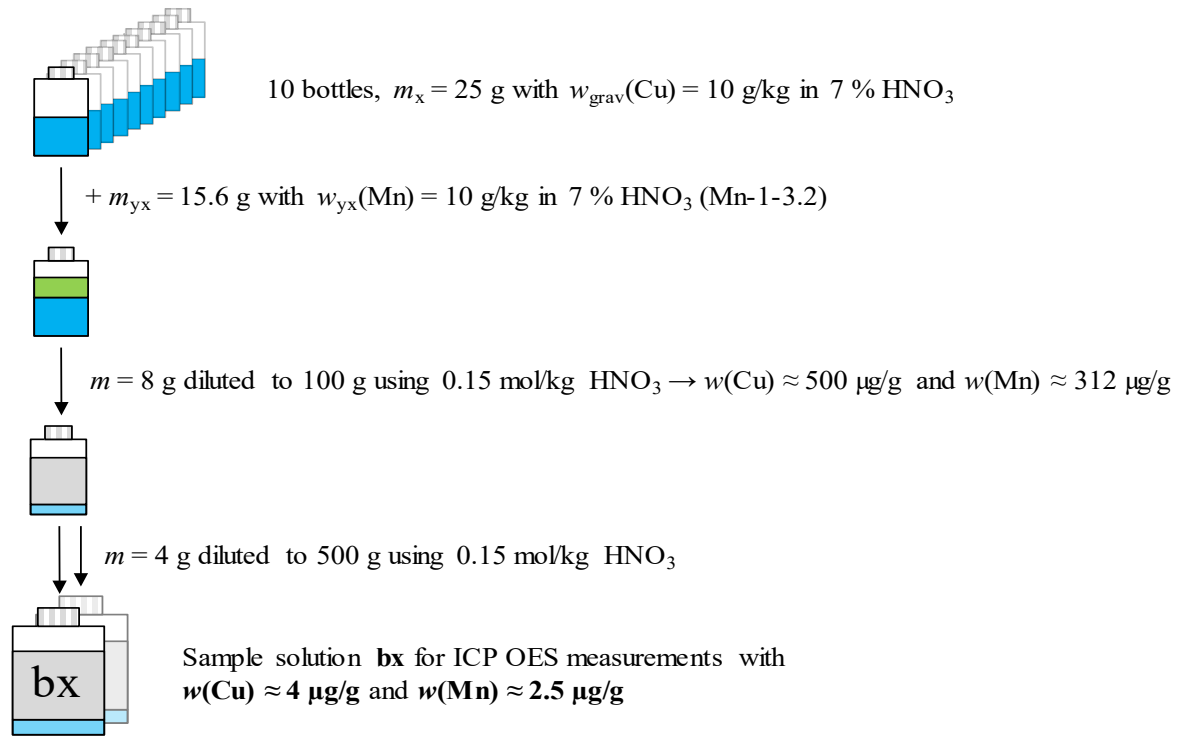 10 bottles, mx = 25 g with wgrav(Cu) = 10 g/kg in 7 % HNO3
+ myx = 15.6 g with wyx(Mn) = 10 g/kg in 7 % HNO3 (Mn-1-3.2)
m = 8 g diluted to 100 g using 0.15 mol/kg HNO3 → w(Cu) ≈ 500 µg/g and w(Mn) ≈ 312 µg/g
m = 4 g diluted to 500 g using 0.15 mol/kg HNO3
bx
Sample solution bx for ICP OES measurements with
w(Cu) ≈ 4 µg/g and w(Mn) ≈ 2.5 µg/g